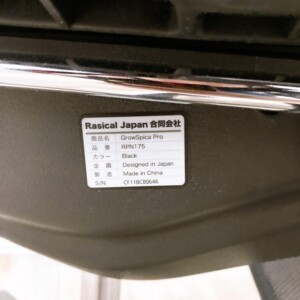 Rasical Japan 合同会社
商品名 : GrowSpica Pro
品 番 : RPN175
カラー : Black
企 画 : Designed in Japan
製 造 : Made in China
S/N: CF118CB9646